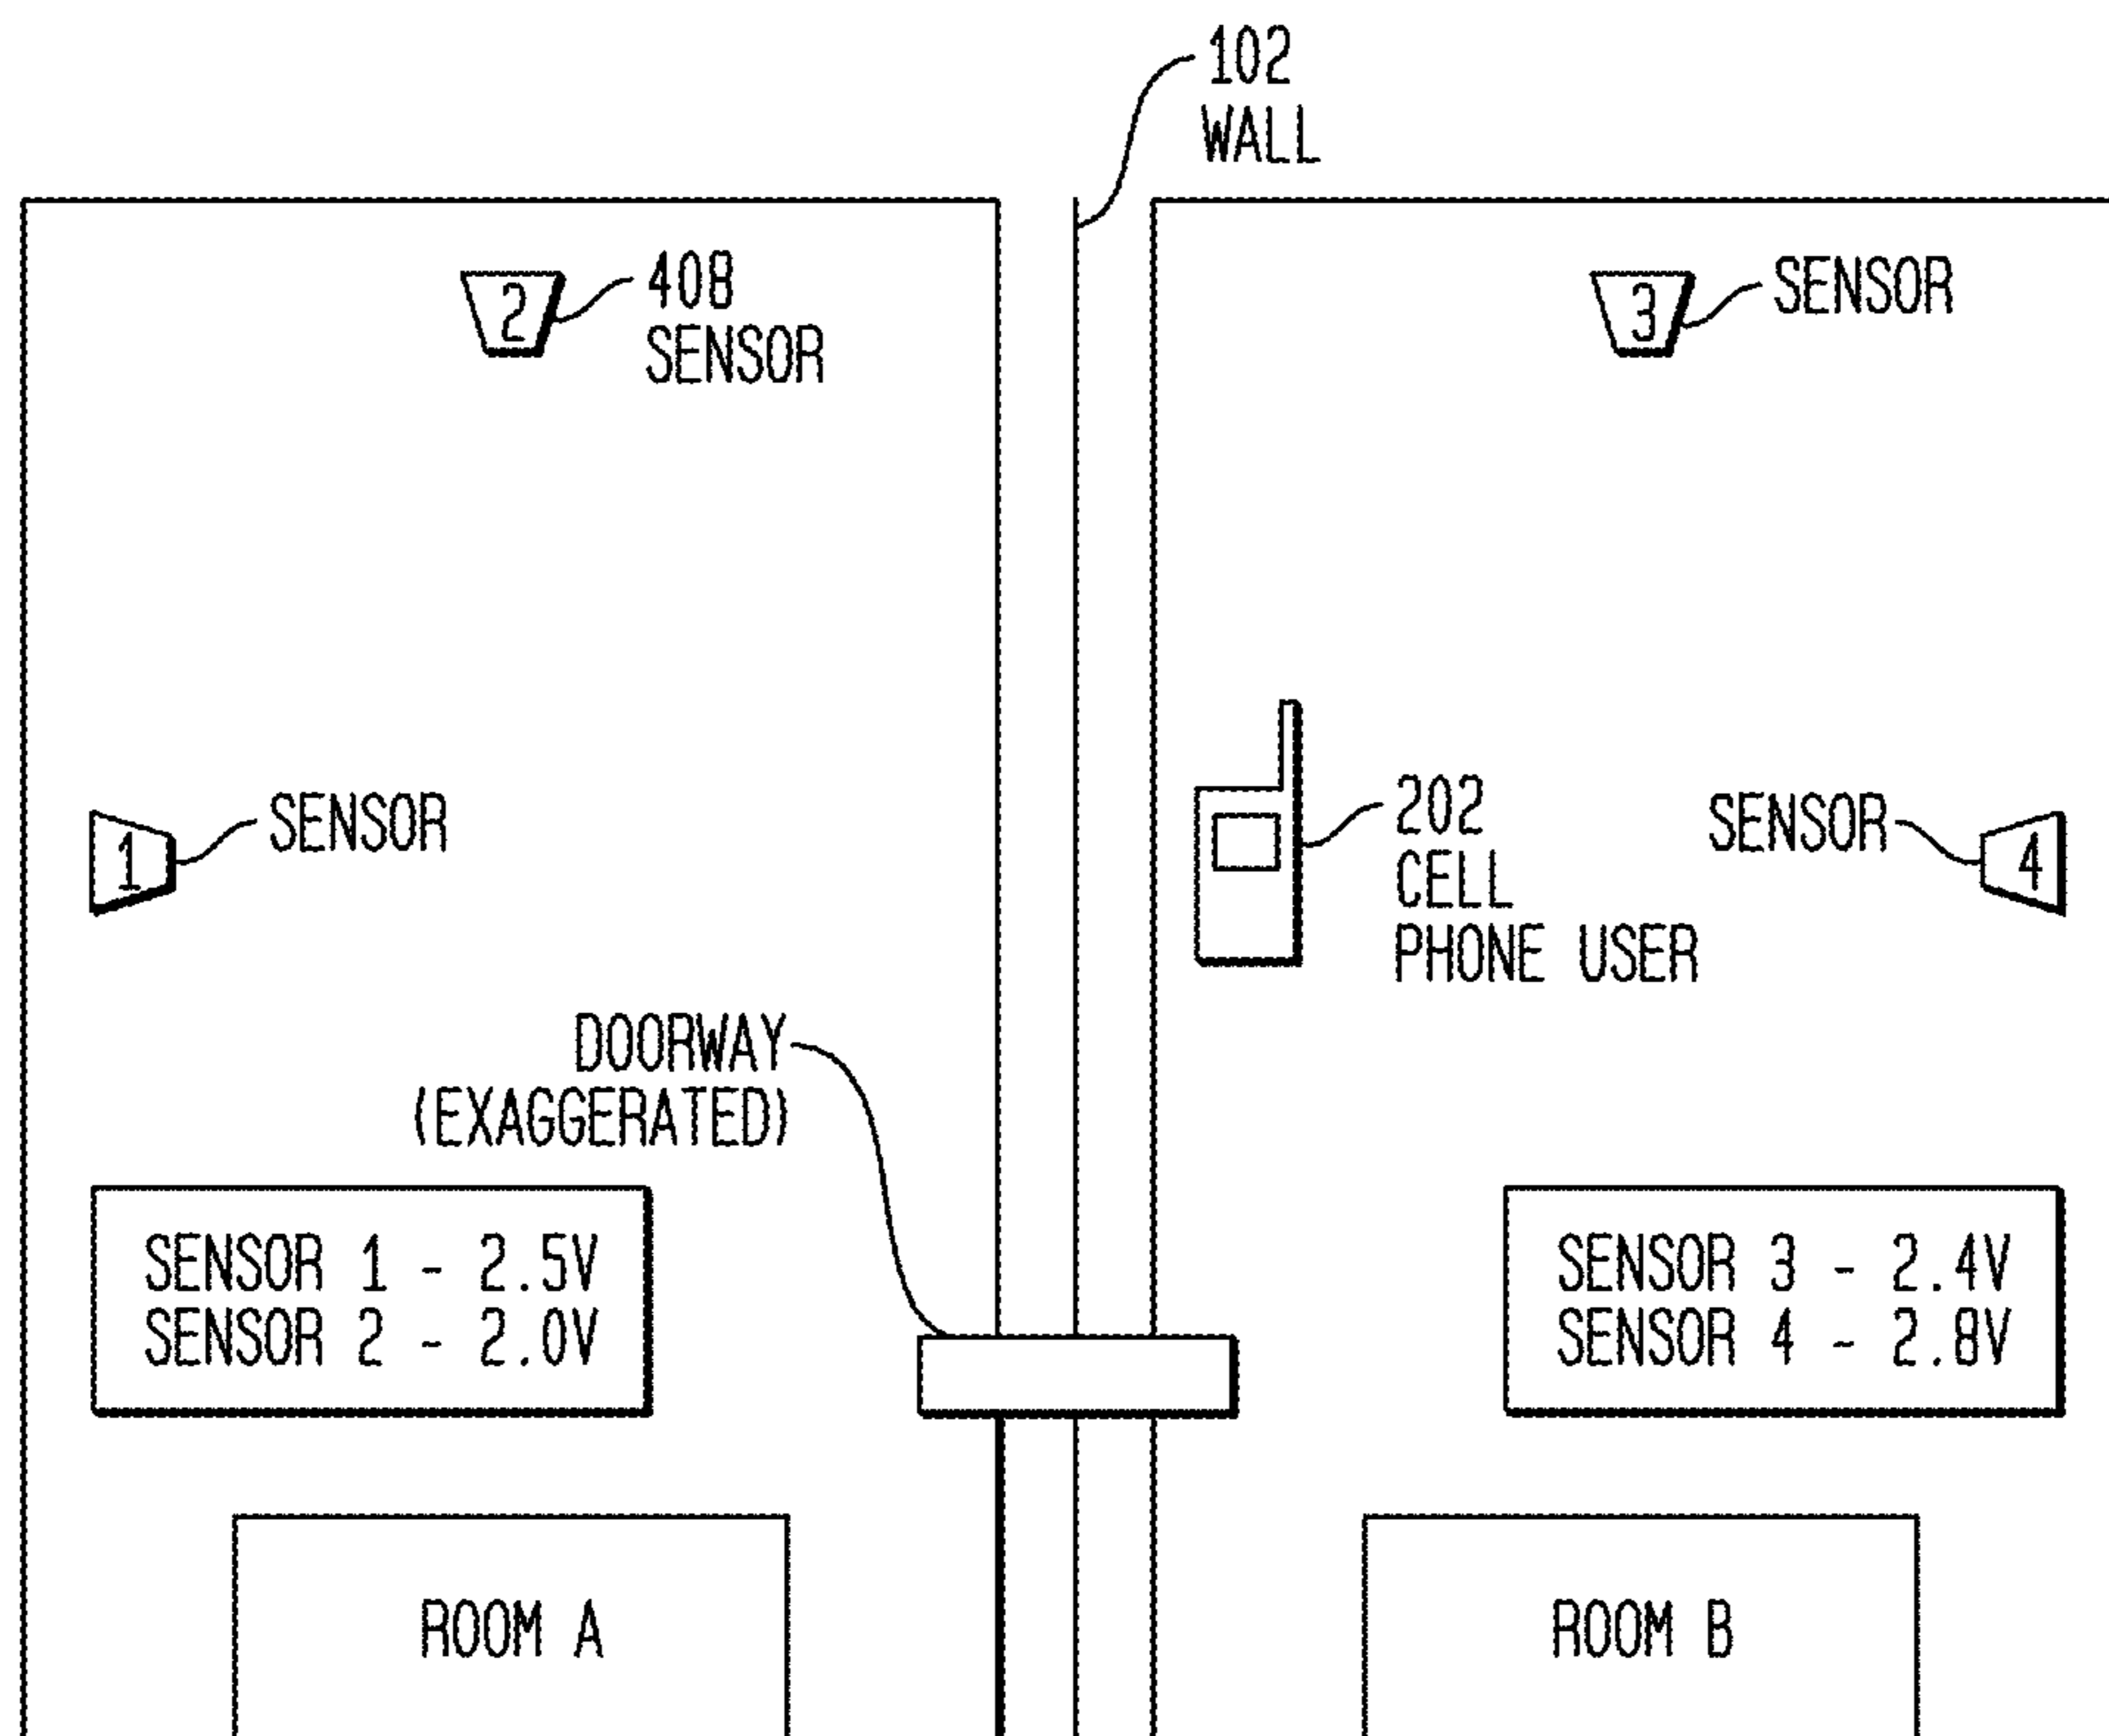 102
WALL
2
408
SENSOR
3
SENSOR
1
SENSOR
202
CELL
PHONE USER
SENSOR
4
DOORWAY
(EXAGGERATED)
SENSOR 1 - 2.5V
SENSOR 2 - 2.0V
SENSOR 3 - 2.4V
SENSOR 4 - 2.8V
ROOM A
ROOM B